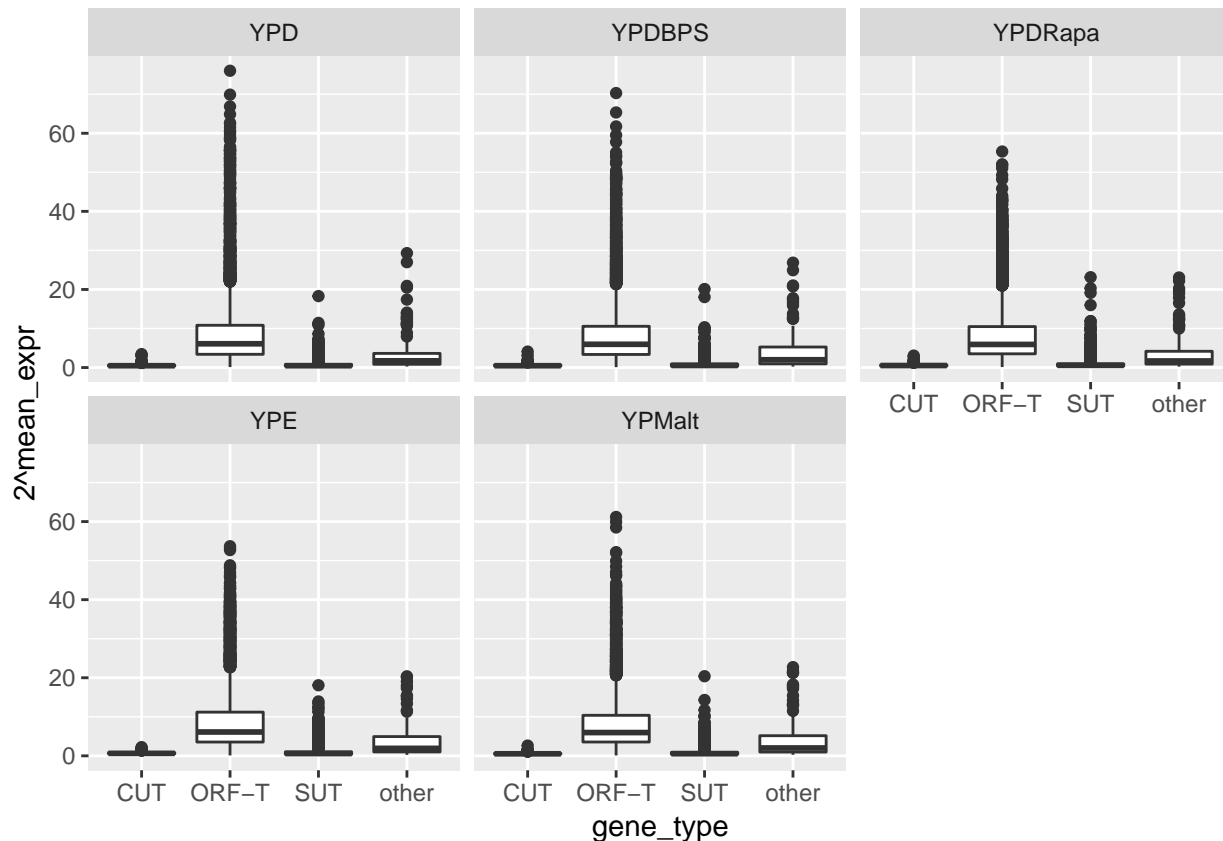 YPD YPDBPS YPDRapa
60
40
20
0
CUT ORF−T SUT other
YPE YPMalt
60
40
20
0
CUT ORF−T SUT other CUT ORF−T SUT other
gene_type
2^mean_expr